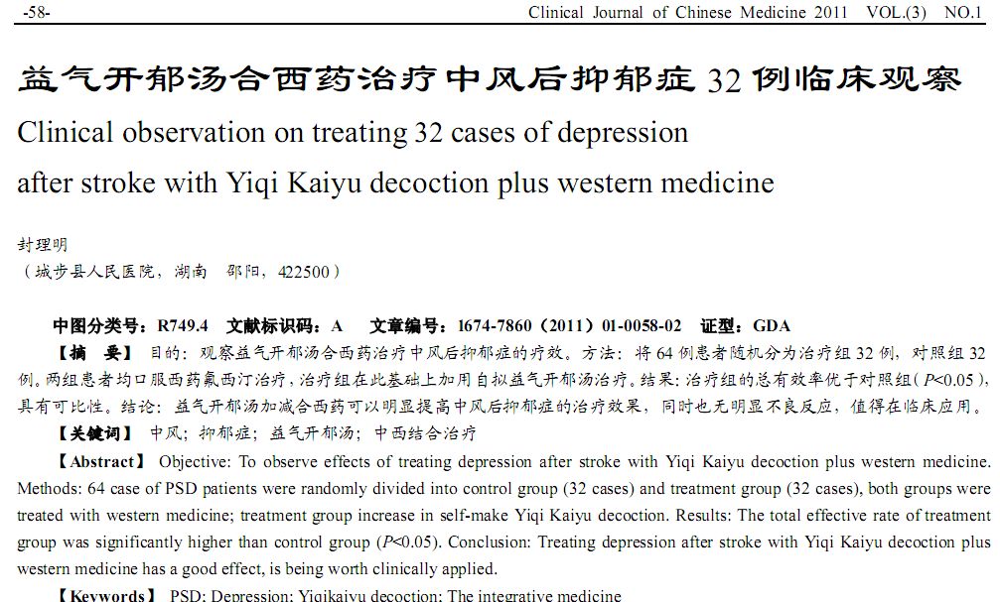 -58- Clinical Journal of Chinese Medicine 2011 VOL.(3) NO.1
益气开郁汤合西药治疗中风后抑郁症 32 例临床观察
Clinical observation on treating 32 cases of depression
after stroke with Yiqi Kaiyu decoction plus western medicine
封理明
（城步县人民医院，湖南 邵阳，422500）
中图分类号：R749.4 文献标识码：A 文章编号：1674-7860（2011）01-0058-02 证型：GDA
【摘 要】 目的：观察益气开郁汤合西药治疗中风后抑郁症的疗效。方法：将 64 例患者随机分为治疗组 32 例，对照组 32
例。两组患者均口服西药氟西汀治疗，治疗组在此基础上加用自拟益气开郁汤治疗。结果：治疗组的总有效率优于对照组（P<0.05），
具有可比性。结论：益气开郁汤加减合西药可以明显提高中风后抑郁症的治疗效果，同时也无明显不良反应，值得在临床应用。
【关键词】 中风；抑郁症；益气开郁汤；中西结合治疗
【Abstract】 Objective: To observe effects of treating depression after stroke with Yiqi Kaiyu decoction plus western medicine.
Methods: 64 case of PSD patients were randomly divided into control group (32 cases) and treatment group (32 cases), both groups were
treated with western medicine; treatment group increase in self-make Yiqi Kaiyu decoction. Results: The total effective rate of treatment
group was significantly higher than control group (P<0.05). Conclusion: Treating depression after stroke with Yiqi Kaiyu decoction plus
western medicine has a good effect, is being worth clinically applied.
【Keywords】 PSD; Depression; Yiqikaiyu decoction; The integrative medicine